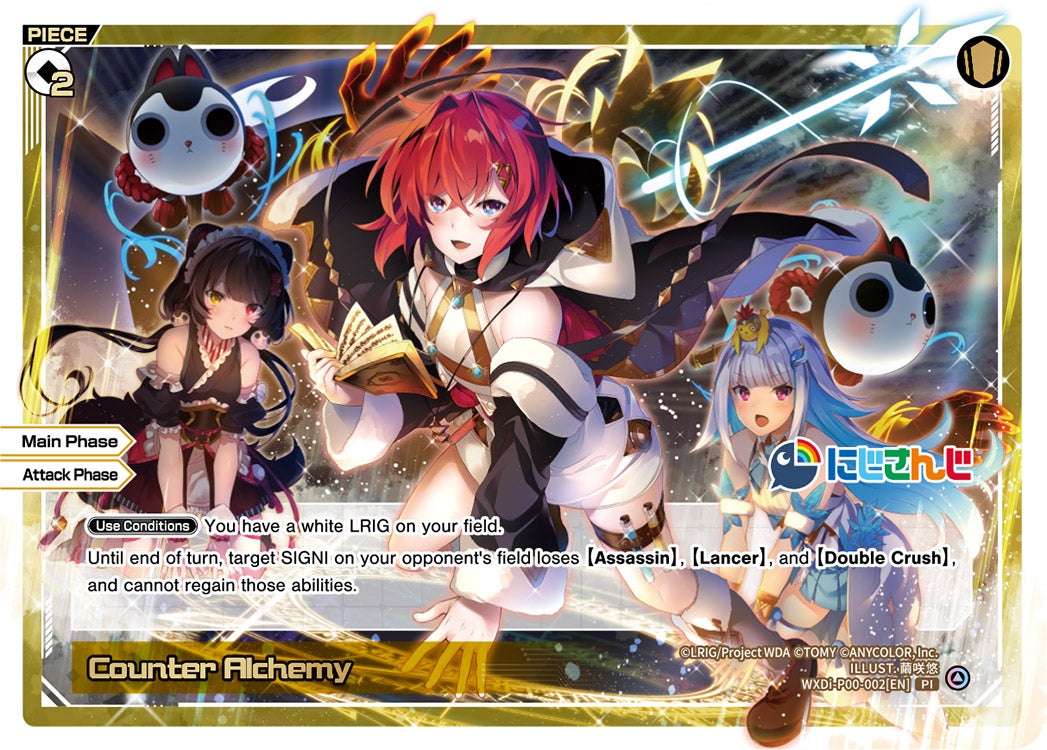 PIECE
2
Main Phase
Attack Phase
にじさんじ
Use Conditions You have a white LRIG on your field.
Until end of turn, target SIGNI on your opponent's field loses 【Assassin】, 【Lancer】, and 【Double Crush】,
and cannot regain those abilities.
Counter Alchemy
©LRIG/Project WDA ©TOMY ©ANYCOLOR, Inc.
ILLUST. 繭咲悠
WXDi-P00-002[EN] PI